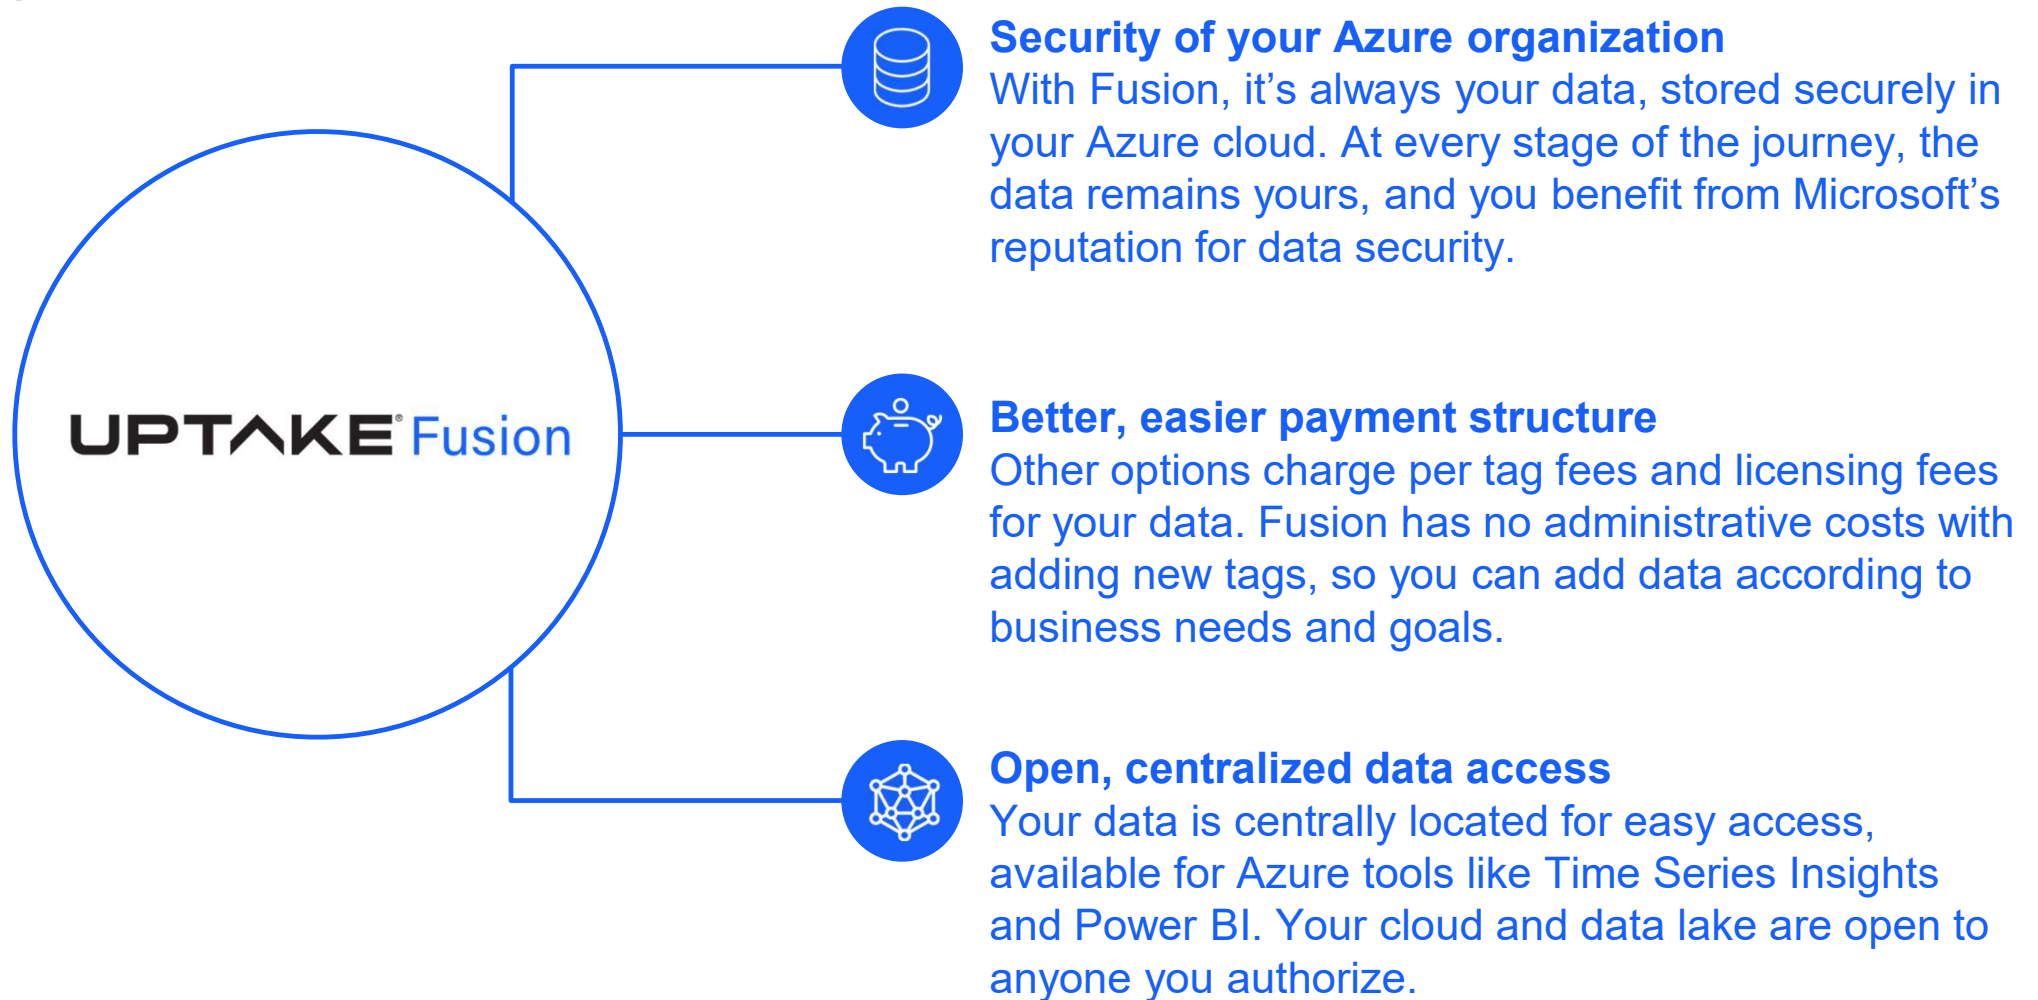 UPTAKE® Fusion
Security of your Azure organization
With Fusion, it’s always your data, stored securely in
your Azure cloud. At every stage of the journey, the
data remains yours, and you benefit from Microsoft’s
reputation for data security.
Better, easier payment structure
Other options charge per tag fees and licensing fees
for your data. Fusion has no administrative costs with
adding new tags, so you can add data according to
business needs and goals.
Open, centralized data access
Your data is centrally located for easy access,
available for Azure tools like Time Series Insights
and Power BI. Your cloud and data lake are open to
anyone you authorize.